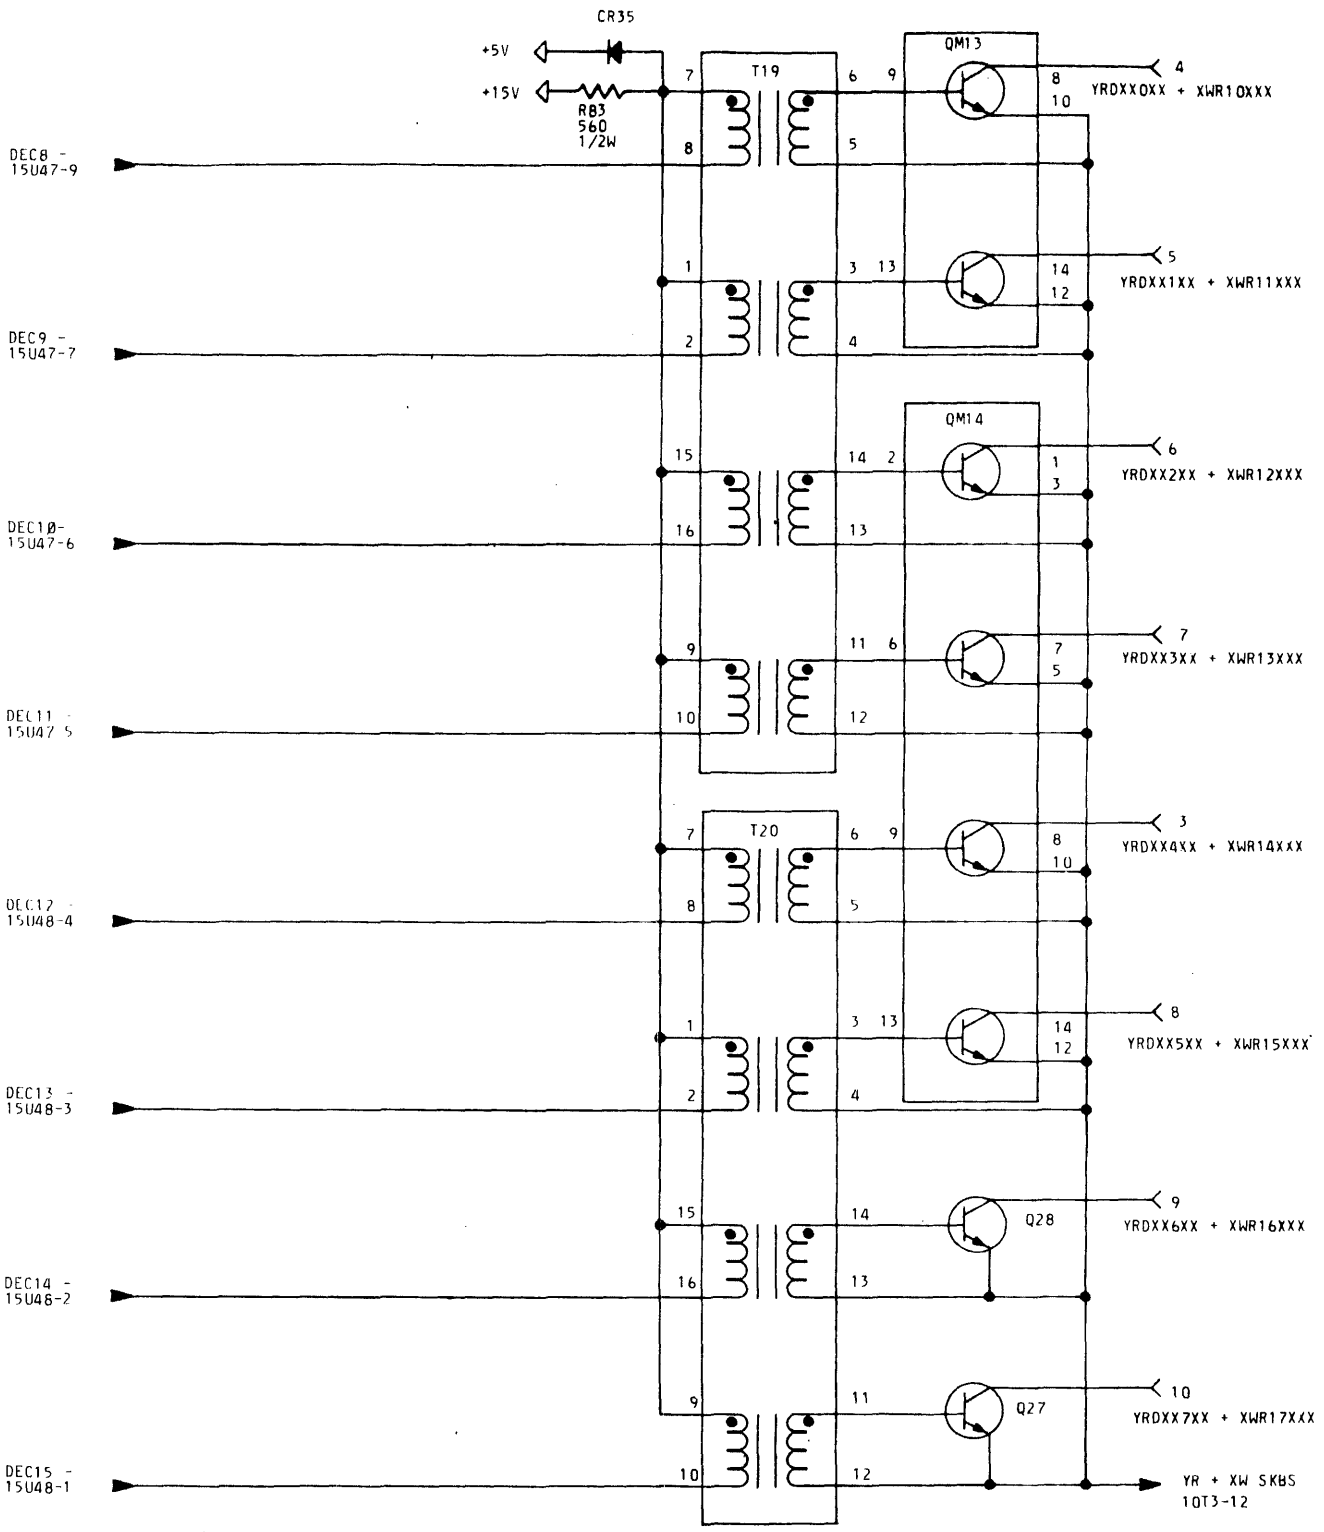 CR35
+5V
+15V
R83
560
1/2W
T19
QM13
DEC8 -
15U47-9
7
8
6
5
9
8
10
4
YRDXX0XX + XWR10XXX
DEC9 -
15U47-7
1
2
3
4
13
14
12
5
YRDXX1XX + XWR11XXX
QM14
DEC10-
15U47-6
15
16
14
13
2
1
3
6
YRDXX2XX + XWR12XXX
DEC11 -
15U47 5
9
10
11
12
6
7
5
7
YRDXX3XX + XWR13XXX
T20
DEC12 -
15U48-4
7
8
6
5
9
8
10
3
YRDXX4XX + XWR14XXX
DEC13 -
15U48-3
1
2
3
4
13
14
12
8
YRDXX5XX + XWR15XXX
DEC14 -
15U48-2
15
16
14
13
Q28
9
YRDXX6XX + XWR16XXX
DEC15 -
15U48-1
9
10
11
12
Q27
10
YRDXX7XX + XWR17XXX
YR + XW SKBS
10T3-12